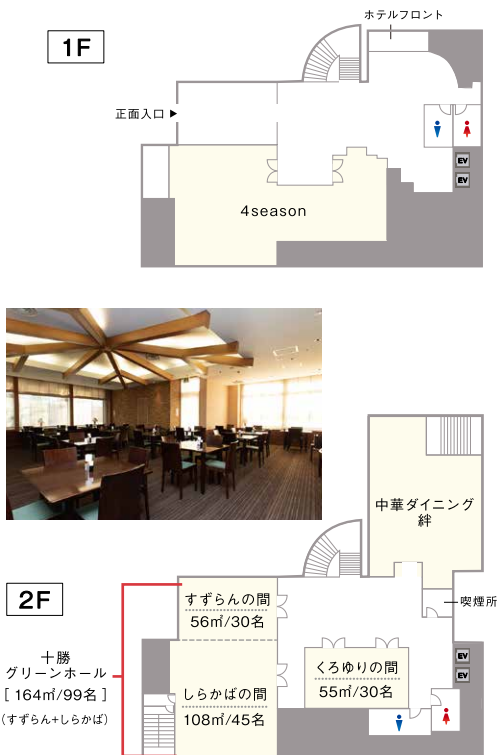 ホテルフロント
1F
正面入口 ▶
EV
EV
4season
中華ダイニング
絆
2F
すずらんの間
56㎡/30名
喫煙所
十勝
グリーンホール
[ 164㎡/99名 ]
(すずらん+しらかば)
くろゆりの間
55㎡/30名
EV
EV
しらかばの間
108㎡/45名